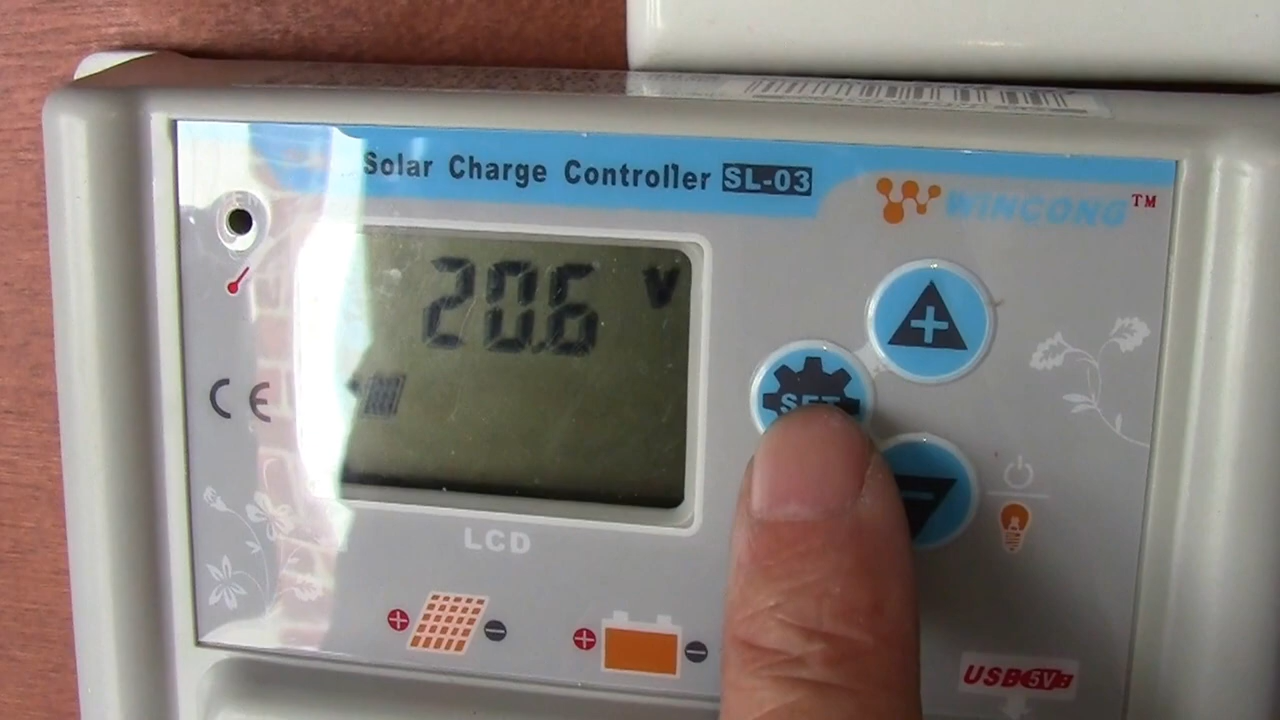 Solar Charge Controller SL-03
WINCONG™
20.6 V
SET
CE
LCD
USB 5V